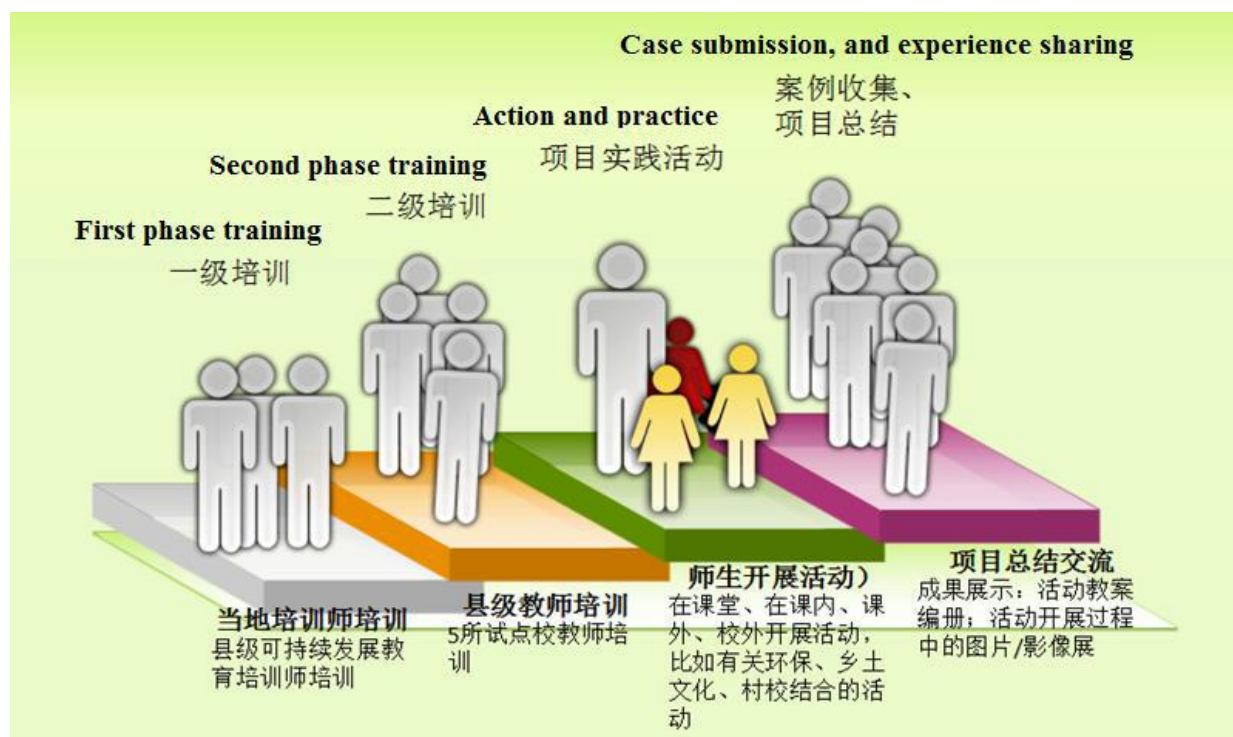 Case submission, and experience sharing
案例收集、
项目总结
Action and practice
项目实践活动
Second phase training
二级培训
First phase training
一级培训
当地培训师培训
县级可持续发展教
育培训师培训
县级教师培训
5所试点校教师培
训
师生开展活动）
在课堂、在课内、课
外、校外开展活动，
比如有关环保、乡土
文化、村校结合的活
动
项目总结交流
成果展示：活动教案
编册；活动开展过程
中的图片/影像展